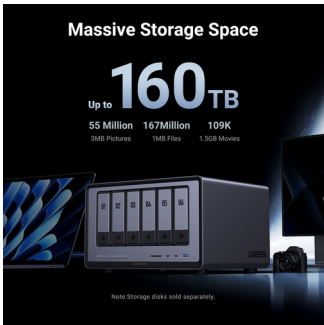 Massive Storage Space
Up to 160TB
55 Million 167Million 109K
3MB Pictures 1MB Files 1.5GB Movies
01 02 03 04 05 06
UGREEN
Note:Storage disks sold separately.